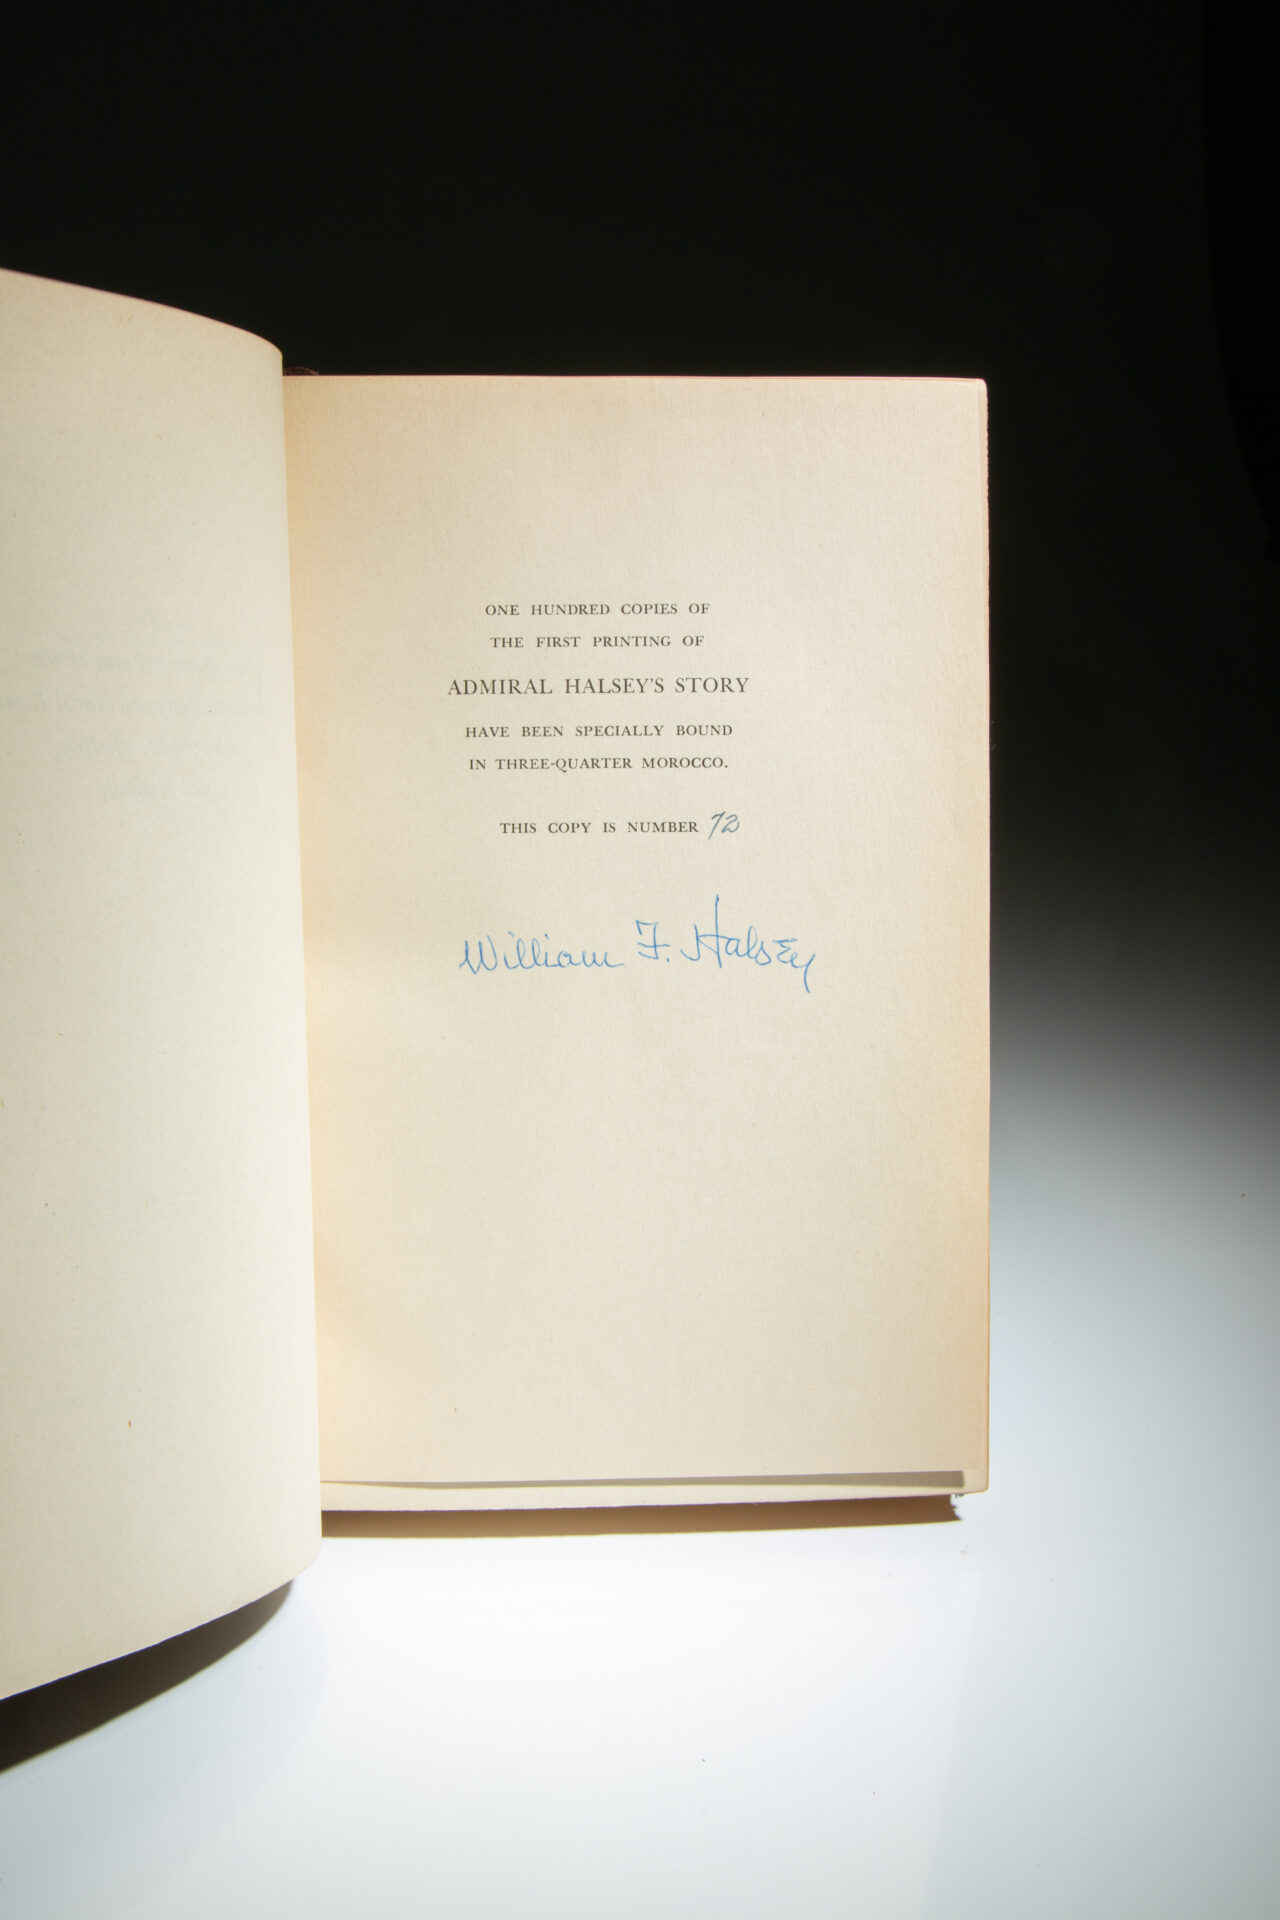 ONE HUNDRED COPIES OF
THE FIRST PRINTING OF
ADMIRAL HALSEY'S STORY
HAVE BEEN SPECIALLY BOUND
IN THREE-QUARTER MOROCCO.
THIS COPY IS NUMBER 72
William F. Halsey